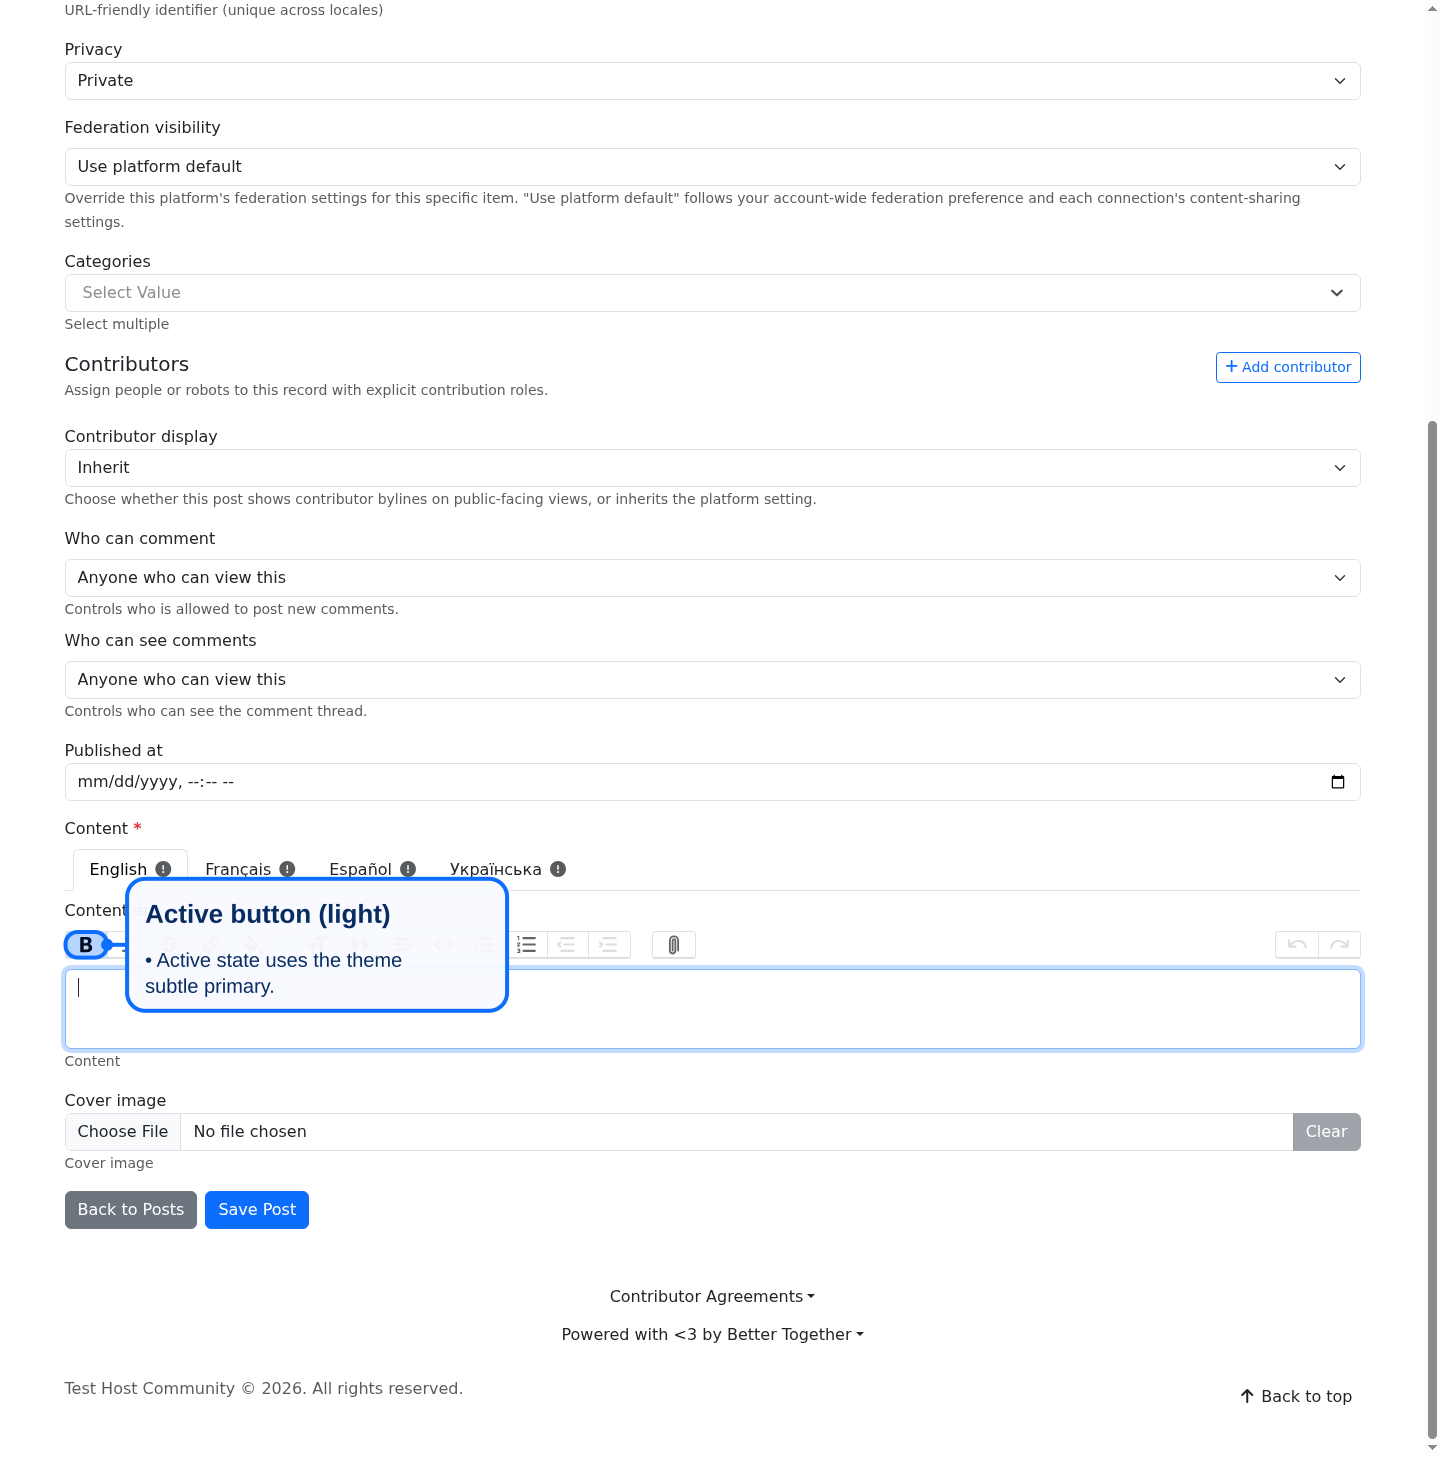 URL-friendly identifier (unique across locales)
Privacy
Private
Federation visibility
Use platform default
Override this platform's federation settings for this specific item. "Use platform default" follows your account-wide federation preference and each connection's content-sharing
settings.
Categories
Select Value
Select multiple
Contributors
Add contributor
Assign people or robots to this record with explicit contribution roles.
Contributor display
Inherit
Choose whether this post shows contributor bylines on public-facing views, or inherits the platform setting.
Who can comment
Anyone who can view this
Controls who is allowed to post new comments.
Who can see comments
Anyone who can view this
Controls who can see the comment thread.
Published at
mm/dd/yyyy, --:-- --
Content *
English Français Español Українська
Content
Active button (light)
B
• Active state uses the theme
subtle primary.
Content
Cover image
Choose File No file chosen Clear
Cover image
Back to Posts Save Post
Contributor Agreements
Powered with <3 by Better Together
Test Host Community © 2026. All rights reserved.
Back to top